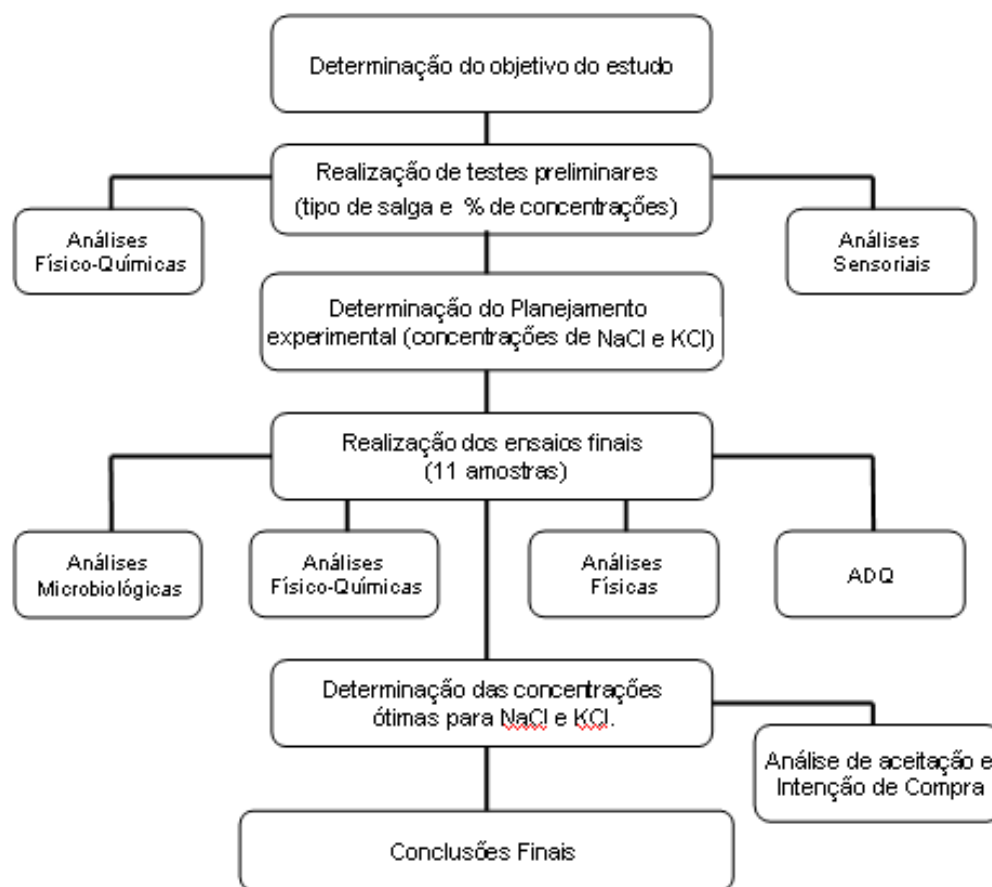 Determinação do objetivo do estudo
Realização de testes preliminares
(tipo de salga e % de concentrações)
Análises
Físico-Químicas
Análises
Sensoriais
Determinação do Planejamento
experimental (concentrações de NaCl e KCl)
Realização dos ensaios finais
(11 amostras)
Análises
Microbiológicas
Análises
Físico-Químicas
Análises
Físicas
ADQ
Determinação das concentrações
ótimas para NaCl e KCl.
Análise de aceitação e
Intenção de Compra
Conclusões Finais